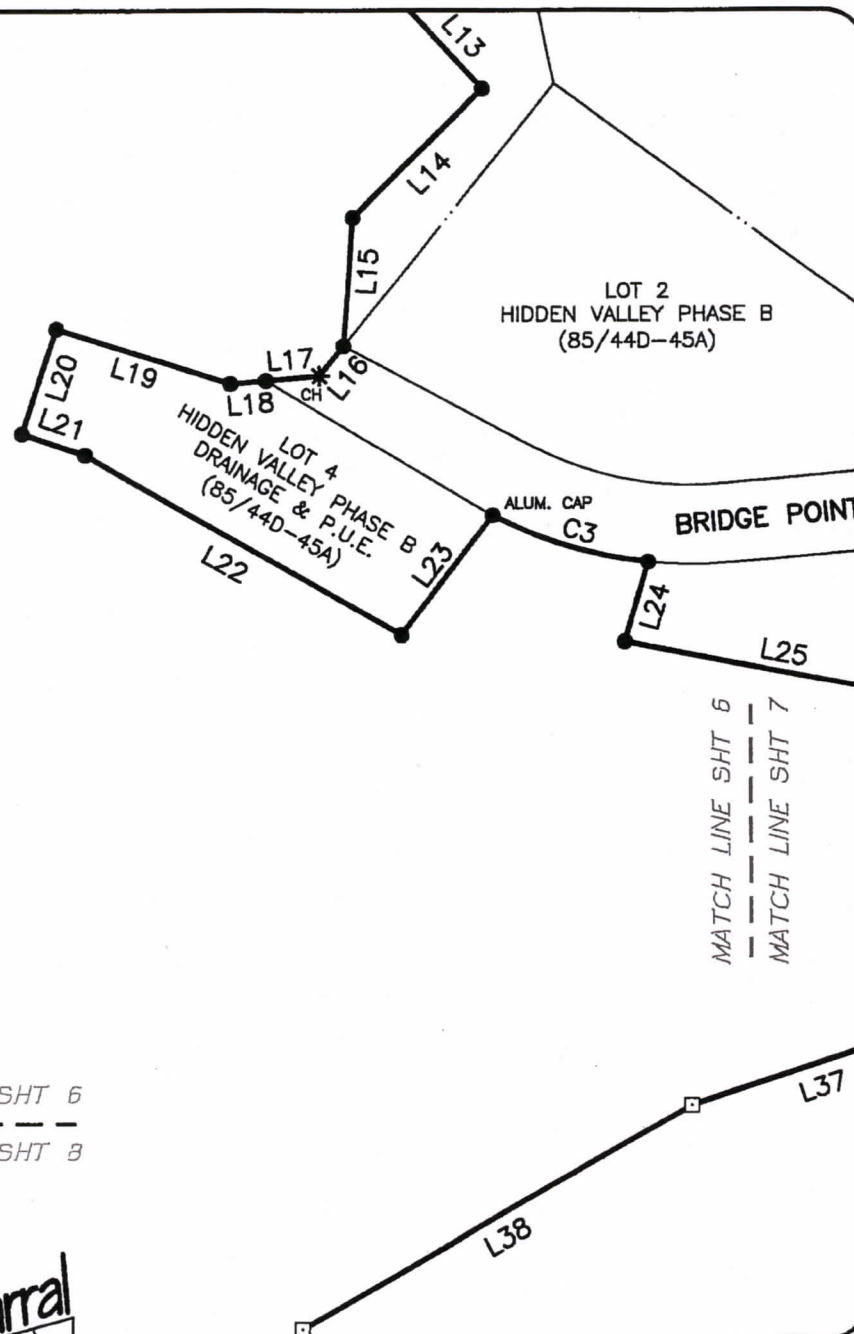 L13
L14
L15
LOT 2
HIDDEN VALLEY PHASE B
(85/44D-45A)
L20
L19
L17
L16
CH
L18
L21
LOT 4
HIDDEN VALLEY PHASE B
DRAINAGE & P.U.E.
(85/44D-45A)
ALUM. CAP
C3
BRIDGE POINT
L22
L23
L24
L25
MATCH LINE SHT 6
MATCH LINE SHT 7
SHT 6
SHT 3
L37
L38
arral